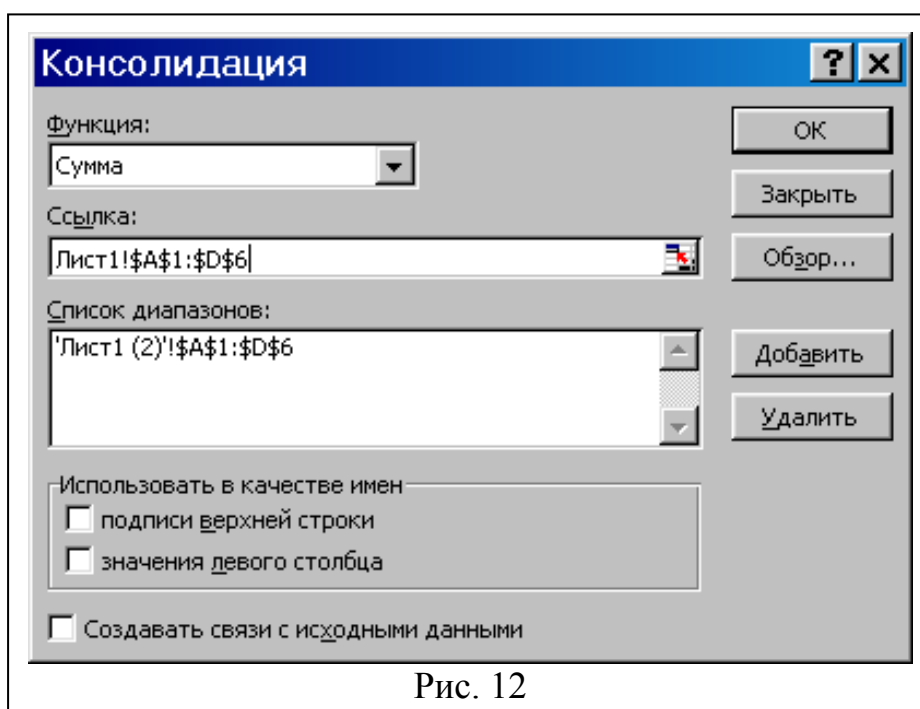 Консолидация
Функция:
Сумма
Ссылка:
Лист1!$A$1:$D$6
Список диапазонов:
'Лист1 (2)'!$A$1:$D$6
Использовать в качестве имен
подписи верхней строки
значения левого столбца
Создавать связи с исходными данными
ОК
Закрыть
Обзор...
Добавить
Удалить
Рис. 12